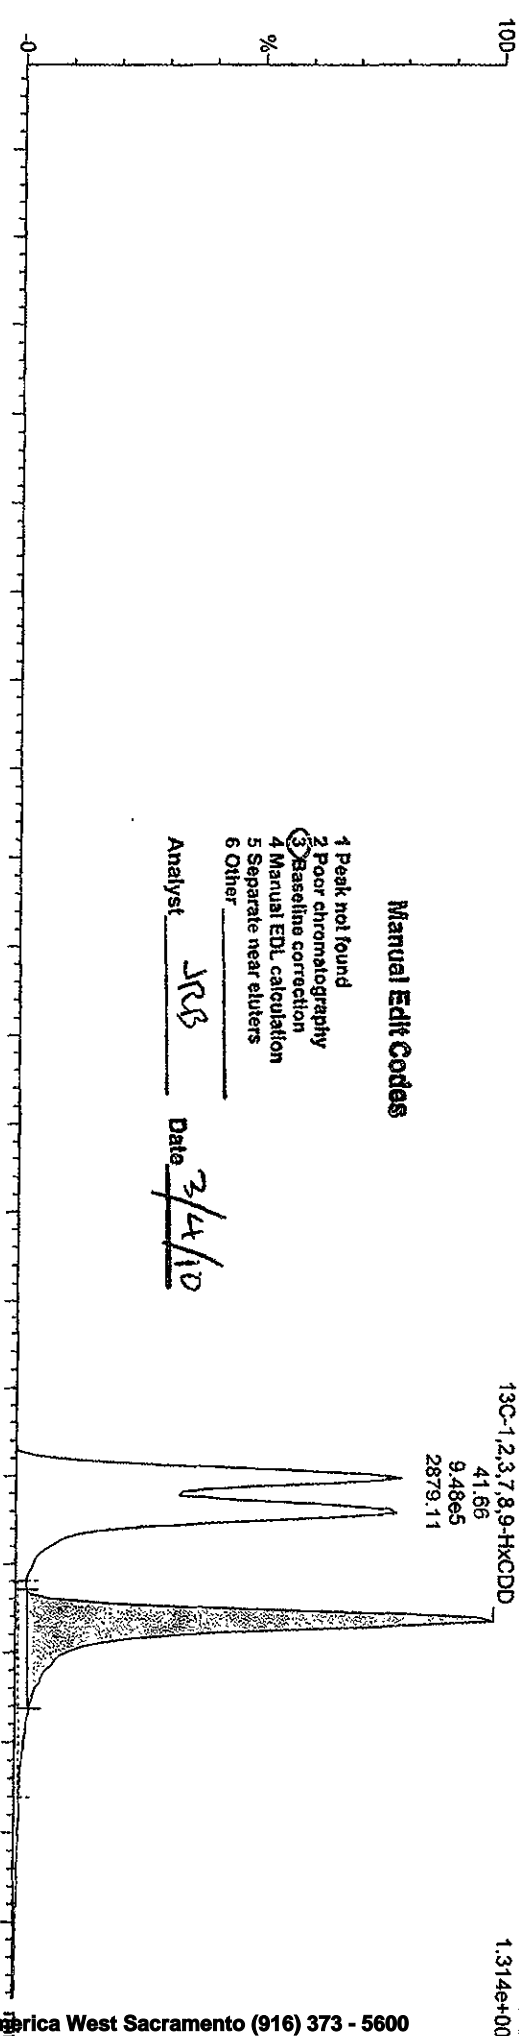 100
%
-0
13C-1,2,3,7,8,9-HxCDD
41.66
9.48e5
2879.11
1.314e+00
Manual Edit Codes
1 Peak not found
2 Poor chromatography
3 Baseline correction
4 Manual EDL calculation
5 Separate near eluters
6 Other
Analyst JRB Date 3/4/10
erica West Sacramento (916) 373 - 5600